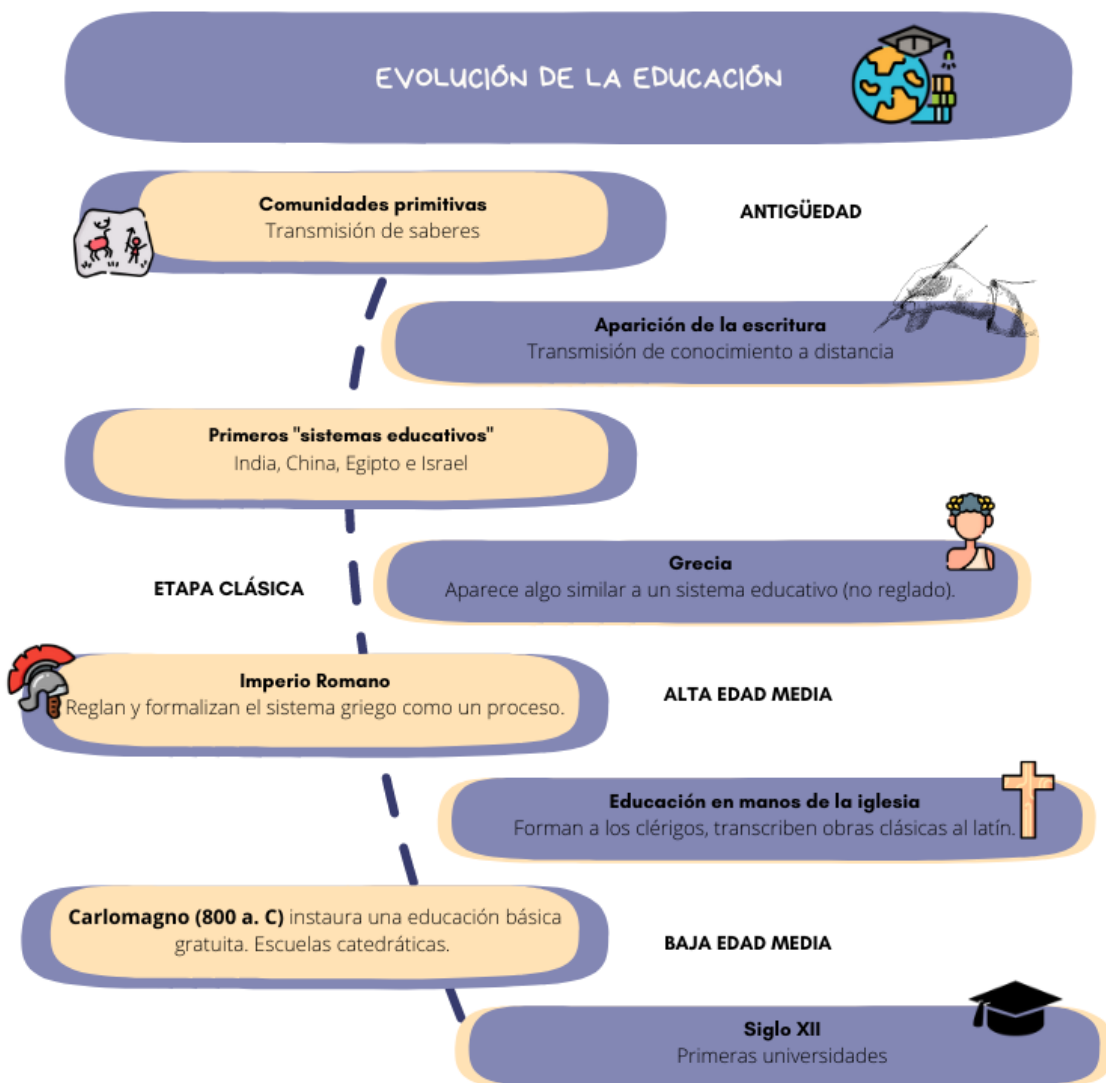 EVOLUCIÓN DE LA EDUCACIÓN
Comunidades primitivas
Transmisión de saberes
ANTIGÜEDAD
Aparición de la escritura
Transmisión de conocimiento a distancia
Primeros "sistemas educativos"
India, China, Egipto e Israel
Grecia
Aparece algo similar a un sistema educativo (no reglado).
ETAPA CLÁSICA
Imperio Romano
Reglan y formalizan el sistema griego como un proceso.
ALTA EDAD MEDIA
Educación en manos de la iglesia
Forman a los clérigos, transcriben obras clásicas al latín.
Carlomagno (800 a. C) instaura una educación básica
gratuita. Escuelas catedráticas.
BAJA EDAD MEDIA
Siglo XII
Primeras universidades